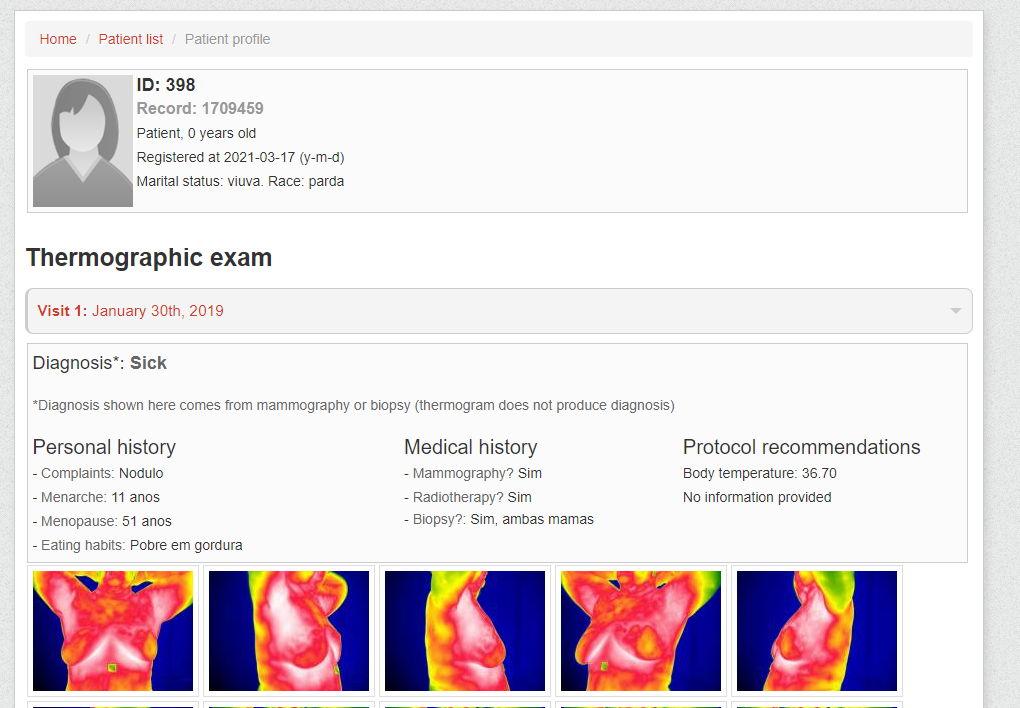 Home / Patient list / Patient profile
ID: 398
Record: 1709459
Patient, 0 years old
Registered at 2021-03-17 (y-m-d)
Marital status: viuva. Race: parda
Thermographic exam
Visit 1: January 30th, 2019
Diagnosis*: Sick
*Diagnosis shown here comes from mammography or biopsy (thermogram does not produce diagnosis)
Personal history
- Complaints: Nodulo
- Menarche: 11 anos
- Menopause: 51 anos
- Eating habits: Pobre em gordura
Medical history
- Mammography? Sim
- Radiotherapy? Sim
- Biopsy?: Sim, ambas mamas
Protocol recommendations
Body temperature: 36.70
No information provided